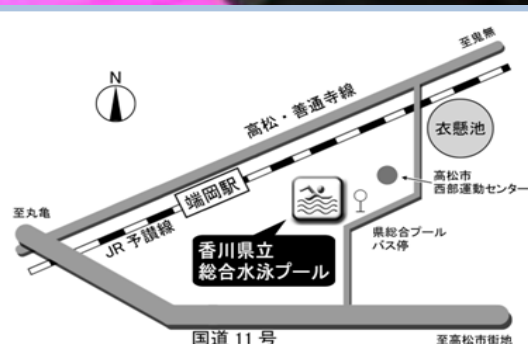 至鬼無
N
高松・善通寺線
衣懸池
端岡駅
高松市
西部運動センター
至丸亀
JR予讃線
香川県立
総合水泳プール
県総合プール
バス停
国道11号
至高松市街地